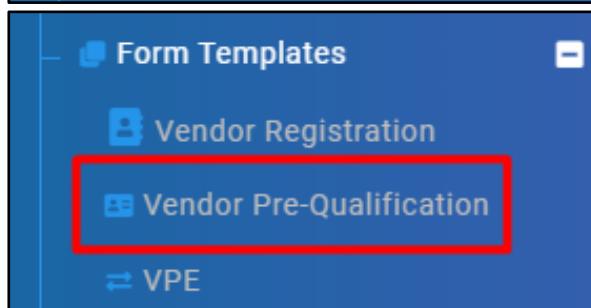 Form Templates
Vendor Registration
Vendor Pre-Qualification
VPE